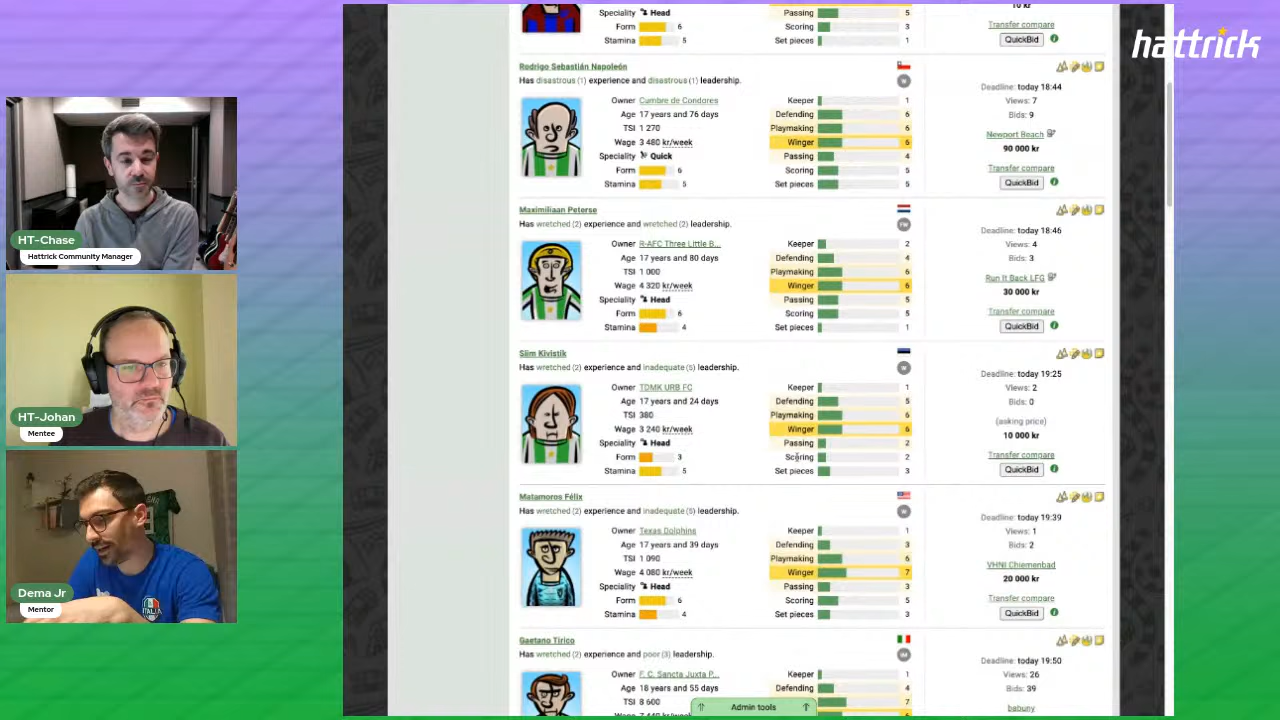 hattrick
HT-Chase
Hattrick Community Manager
HT-Johan
Mentee
Dema Jr
Mentor
ITALIA
Speciality Head
Form 6
Stamina 5
Passing 5
Scoring 3
Set pieces 1
10 kr
Transfer compare
QuickBid
Rodrigo Sebastián Napoleón
Has disastrous (1) experience and disastrous (1) leadership.
W
Owner Cumbre de Condores
Age 17 years and 76 days
TSI 1 270
Wage 3 480 kr/week
Speciality Quick
Form 6
Stamina 5
Keeper 1
Defending 6
Playmaking 6
Winger 6
Passing 4
Scoring 5
Set pieces 5
Deadline: today 18:44
Views: 7
Bids: 9
Newport Beach
90 000 kr
Transfer compare
QuickBid
Maximiliaan Peterse
Has wretched (2) experience and wretched (2) leadership.
Owner R-AFC Three Little B...
Age 17 years and 80 days
TSI 1 000
Wage 4 320 kr/week
Speciality Head
Form 6
Stamina 4
Keeper 2
Defending 4
Playmaking 6
Winger 6
Passing 5
Scoring 5
Set pieces 1
Deadline: today 18:46
Views: 4
Bids: 3
Run It Back LFG
30 000 kr
Transfer compare
QuickBid
Siim Kivistik
Has wretched (2) experience and inadequate (5) leadership.
W
Owner TDMK URB FC
Age 17 years and 24 days
TSI 380
Wage 3 240 kr/week
Speciality Head
Form 3
Stamina 5
Keeper 1
Defending 5
Playmaking 6
Winger 6
Passing 2
Scoring 2
Set pieces 3
Deadline: today 19:25
Views: 2
Bids: 0
(asking price)
10 000 kr
Transfer compare
QuickBid
Matamoros Félix
Has wretched (2) experience and inadequate (5) leadership.
W
Owner Texas Dolphins
Age 17 years and 39 days
TSI 1 090
Wage 4 080 kr/week
Speciality Head
Form 6
Stamina 4
Keeper 1
Defending 3
Playmaking 6
Winger 7
Passing 3
Scoring 5
Set pieces 3
Deadline: today 19:39
Views: 1
Bids: 2
VHNI Chiemenbad
20 000 kr
Transfer compare
QuickBid
Gaetano Tirico
Has wretched (2) experience and poor (3) leadership.
Owner F. C. Sancta Juxta P...
Age 18 years and 55 days
TSI 8 600
Keeper 1
Defending 4
7
Deadline: today 19:50
Views: 26
Bids: 39
babuny
Admin tools